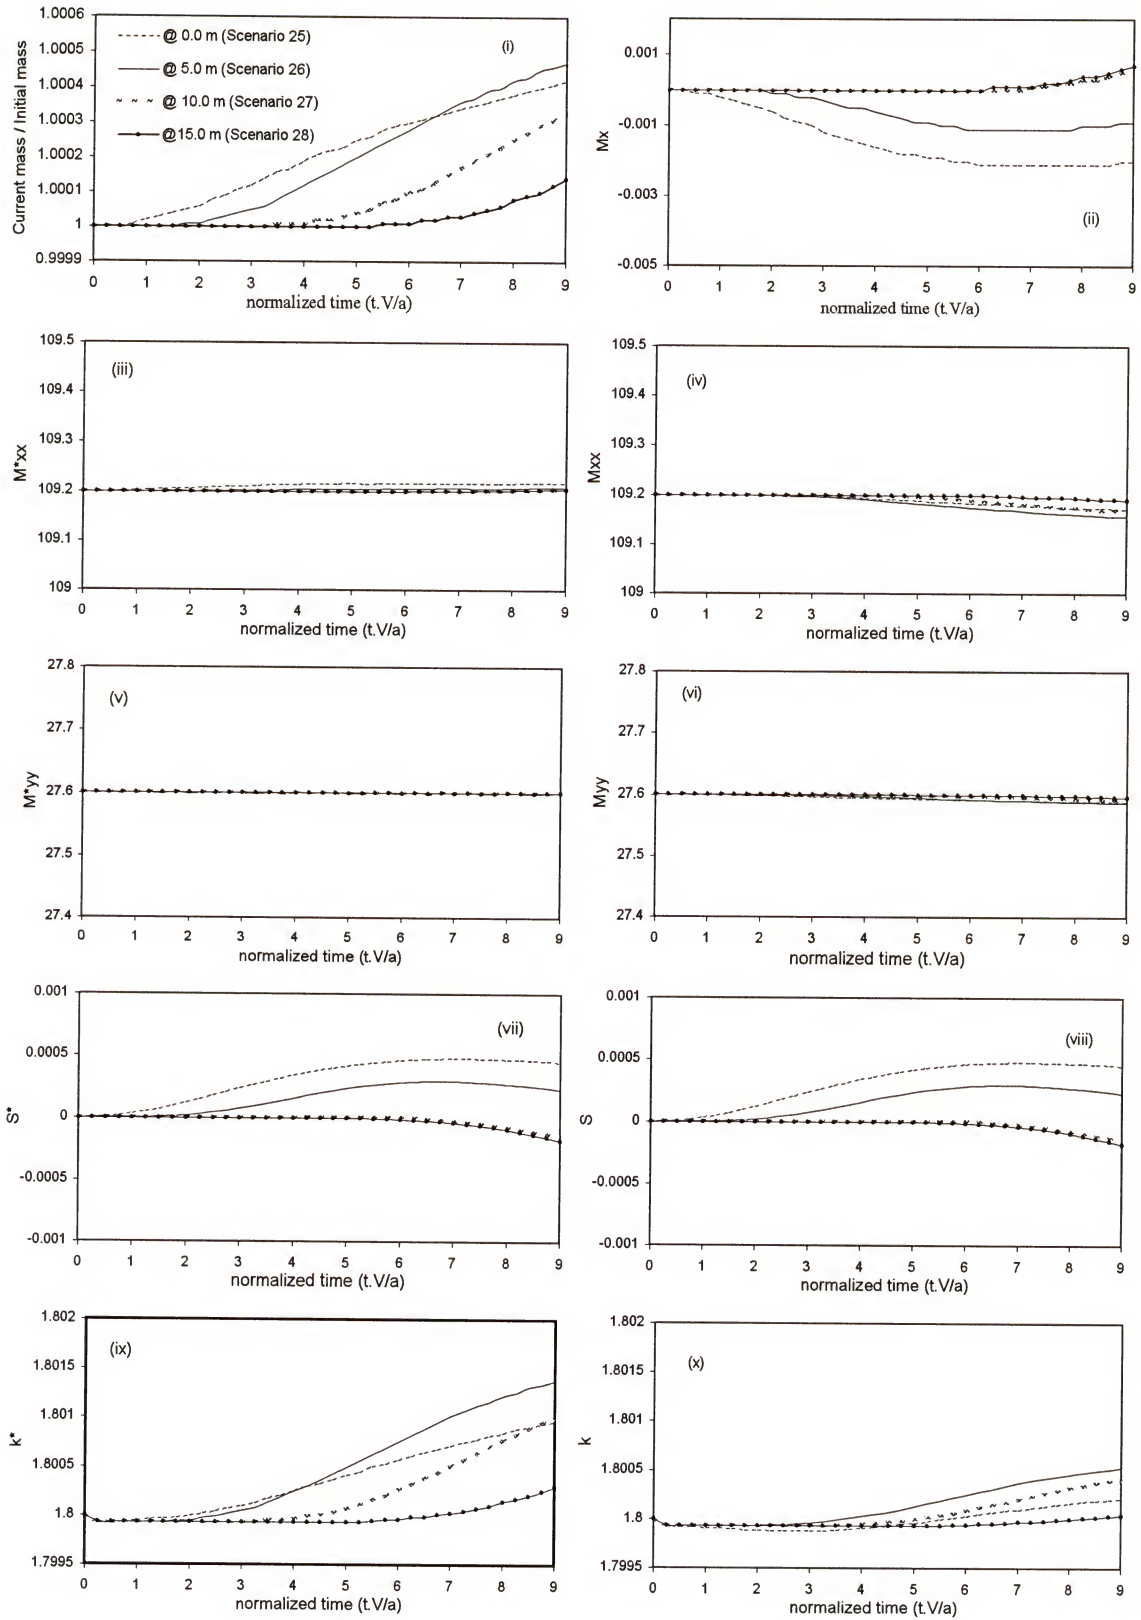 1.0006
1.0005
1.0004
1.0003
1.0002
1.0001
1
0.9999
Current mass / Initial mass
@ 0.0 m (Scenario 25)
@ 5.0 m (Scenario 26)
@ 10.0 m (Scenario 27)
@15.0 m (Scenario 28)
(i)
0 1 2 3 4 5 6 7 8 9
normalized time (t.V/a)
0.001
-0.001
-0.003
-0.005
Mx
(ii)
0 1 2 3 4 5 6 7 8 9
normalized time (t.V/a)
109.5
109.4
109.3
109.2
109.1
109
M*xx
(iii)
0 1 2 3 4 5 6 7 8 9
normalized time (t.V/a)
109.5
109.4
109.3
109.2
109.1
109
Mxx
(iv)
0 1 2 3 4 5 6 7 8 9
normalized time (t.V/a)
27.8
27.7
27.6
27.5
27.4
M*yy
(v)
0 1 2 3 4 5 6 7 8 9
normalized time (t.V/a)
27.8
27.7
27.6
27.5
27.4
Myy
(vi)
0 1 2 3 4 5 6 7 8 9
normalized time (t.V/a)
0.001
0.0005
0
-0.0005
-0.001
S*
(vii)
0 1 2 3 4 5 6 7 8 9
normalized time (t.V/a)
0.001
0.0005
0
-0.0005
-0.001
S
(viii)
0 1 2 3 4 5 6 7 8 9
normalized time (t.V/a)
1.802
1.8015
1.801
1.8005
1.8
1.7995
k*
(ix)
0 1 2 3 4 5 6 7 8 9
normalized time (t.V/a)
1.802
1.8015
1.801
1.8005
1.8
1.7995
k
(x)
0 1 2 3 4 5 6 7 8 9
normalized time (t.V/a)